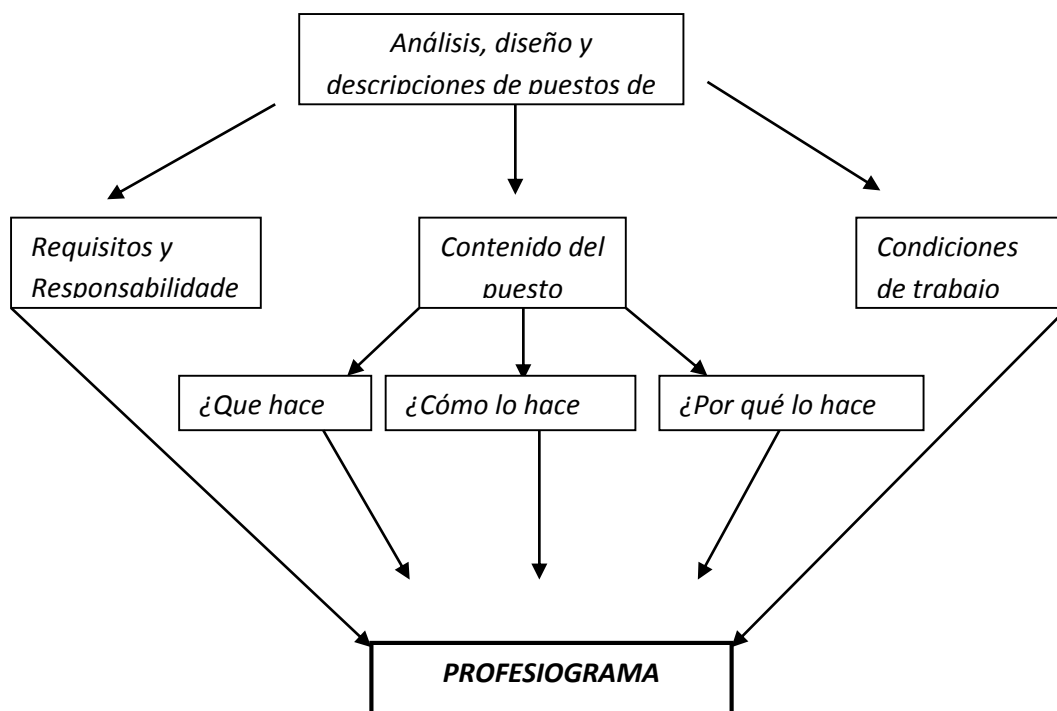 Análisis, diseño y
descripciones de puestos de
Requisitos y
Responsabilidade
Contenido del
puesto
Condiciones
de trabajo
¿Que hace
¿Cómo lo hace
¿Por qué lo hace
PROFESIOGRAMA